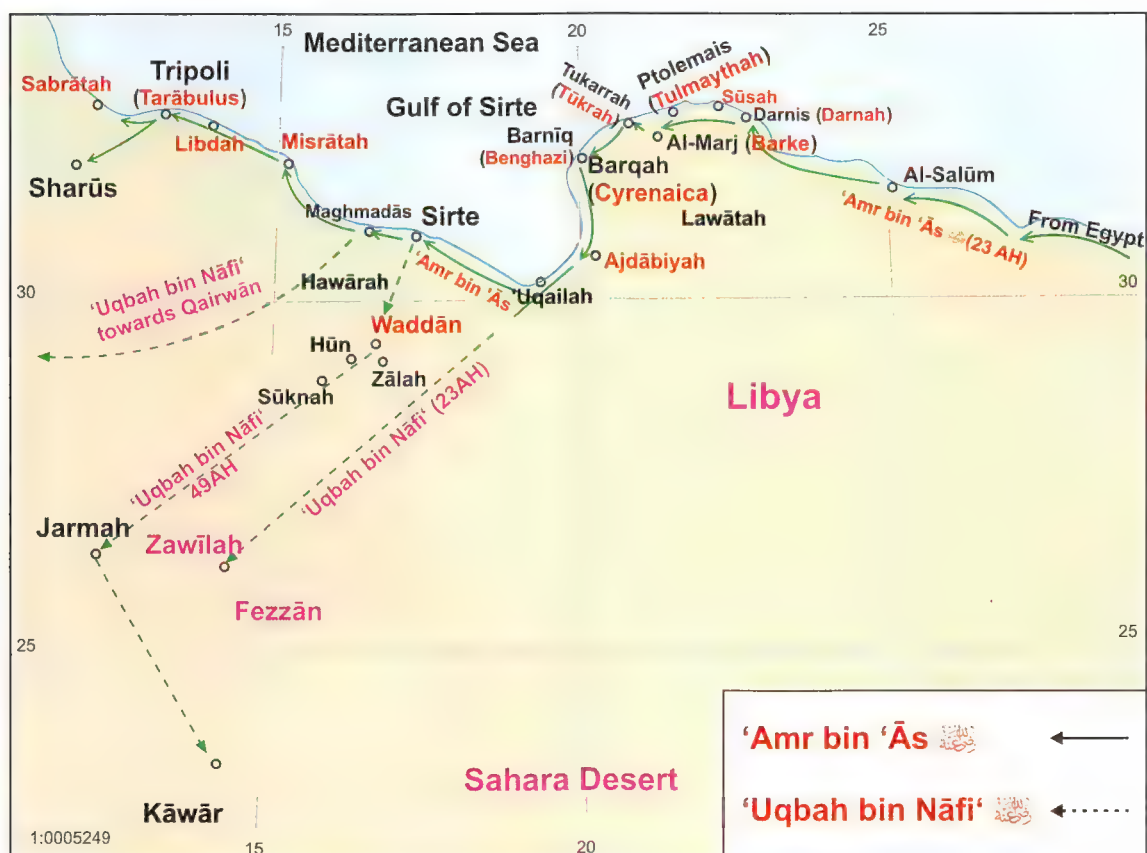 15
20
25
Mediterranean Sea
Sabrātah
Tripoli
(Tarābulus)
Libdah
Misrātah
Sharūs
Gulf of Sirte
Tukarrah
(Tūkrah)
Ptolemais
(Tulmaythah)
Sūsah
Darnis (Darnah)
Al-Marj (Barke)
Barnīq
(Benghazi)
Barqah
(Cyrenaica)
Lawātah
Al-Salūm
‘Amr bin ‘Ās (23 AH)
From Egypt
Maghmadās
Sirte
Ajdābiyah
‘Amr bin ‘Ās
‘Uqailah
Hawārah
30
30
‘Uqbah bin Nāfi‘
towards Qairwān
Waddān
Hūn
Zālah
Sūknah
Libya
‘Uqbah bin Nāfi‘
49AH
‘Uqbah bin Nāfi‘ (23AH)
Jarmah
Zawīlah
Fezzān
25
25
Sahara Desert
Kāwār
1:0005249
15
20
‘Amr bin ‘Ās
‘Uqbah bin Nāfi‘